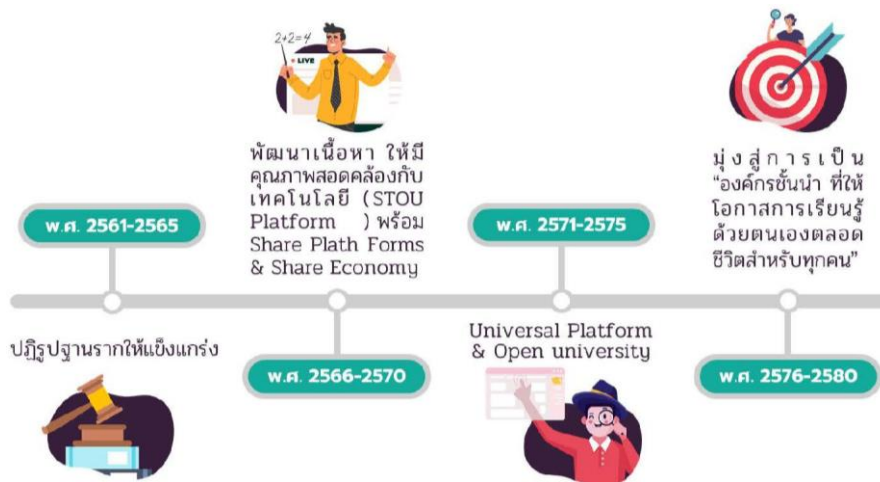 2+2=4
LIVE
พ.ศ. 2561-2565
ปฏิรูปฐานรากให้แข็งแกร่ง
พัฒนาเนื้อหา ให้มี
คุณภาพสอดคล้องกับ
เทคโนโลยี (STOU
Platform ) พร้อม
Share Plath Forms
& Share Economy
พ.ศ. 2566-2570
พ.ศ. 2571-2575
Universal Platform
& Open university
มุ่งสู่การเป็น
“องค์กรชั้นนำ ที่ให้
โอกาสการเรียนรู้
ด้วยตนเองตลอด
ชีวิตสำหรับทุกคน”
พ.ศ. 2576-2580